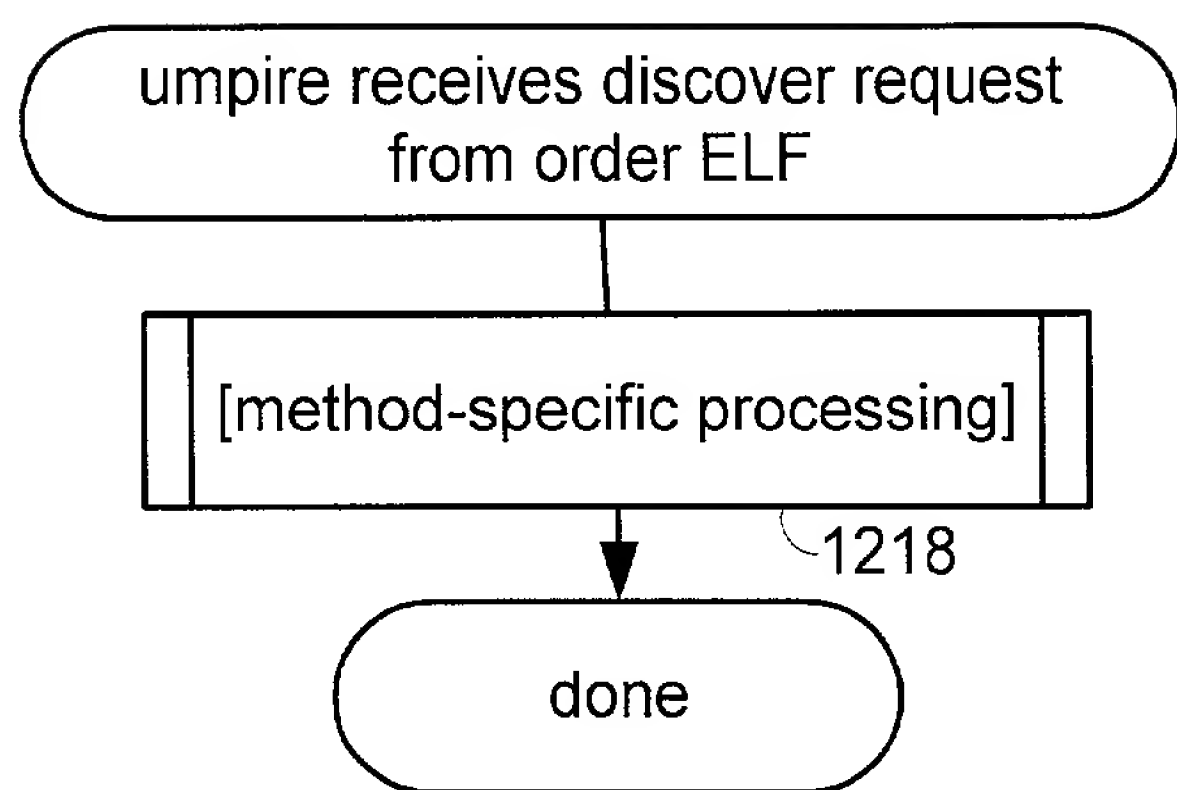 umpire receives discover request
from order ELF
[method-specific processing]
1218
done